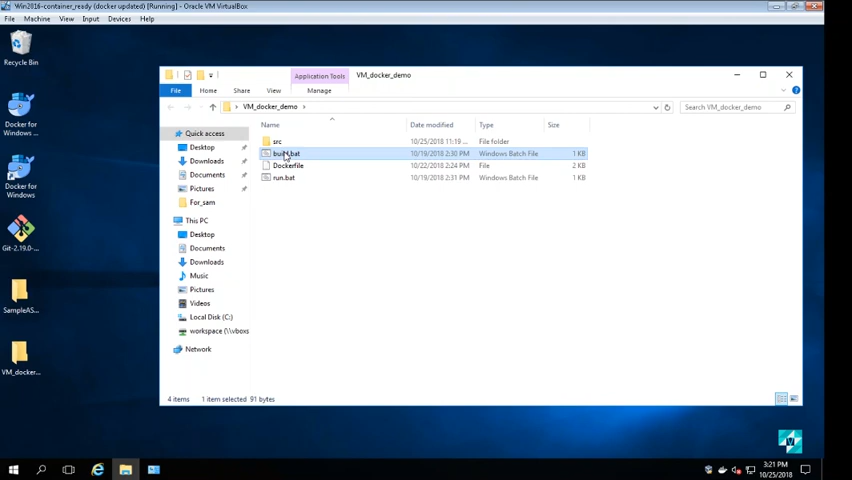 Win2016-container_ready (docker updated) [Running] - Oracle VM VirtualBox
File Machine View Input Devices Help
Recycle Bin
Docker for Windows ...
Docker for Windows
Git-2.19.0-...
SampleAS...
VM_docker...
Application Tools VM_docker_demo
File Home Share View Manage
VM_docker_demo
Search VM_docker_demo
Name Date modified Type Size
src 10/25/2018 11:19 ... File folder
build.bat 10/19/2018 2:30 PM Windows Batch File 1 KB
Dockerfile 10/22/2018 2:24 PM File 2 KB
run.bat 10/19/2018 2:31 PM Windows Batch File 1 KB
Quick access
Desktop
Downloads
Documents
Pictures
For_sam
This PC
Desktop
Documents
Downloads
Music
Pictures
Videos
Local Disk (C:)
workspace (\\vboxs
Network
4 items 1 item selected 91 bytes
3:21 PM
10/25/2018